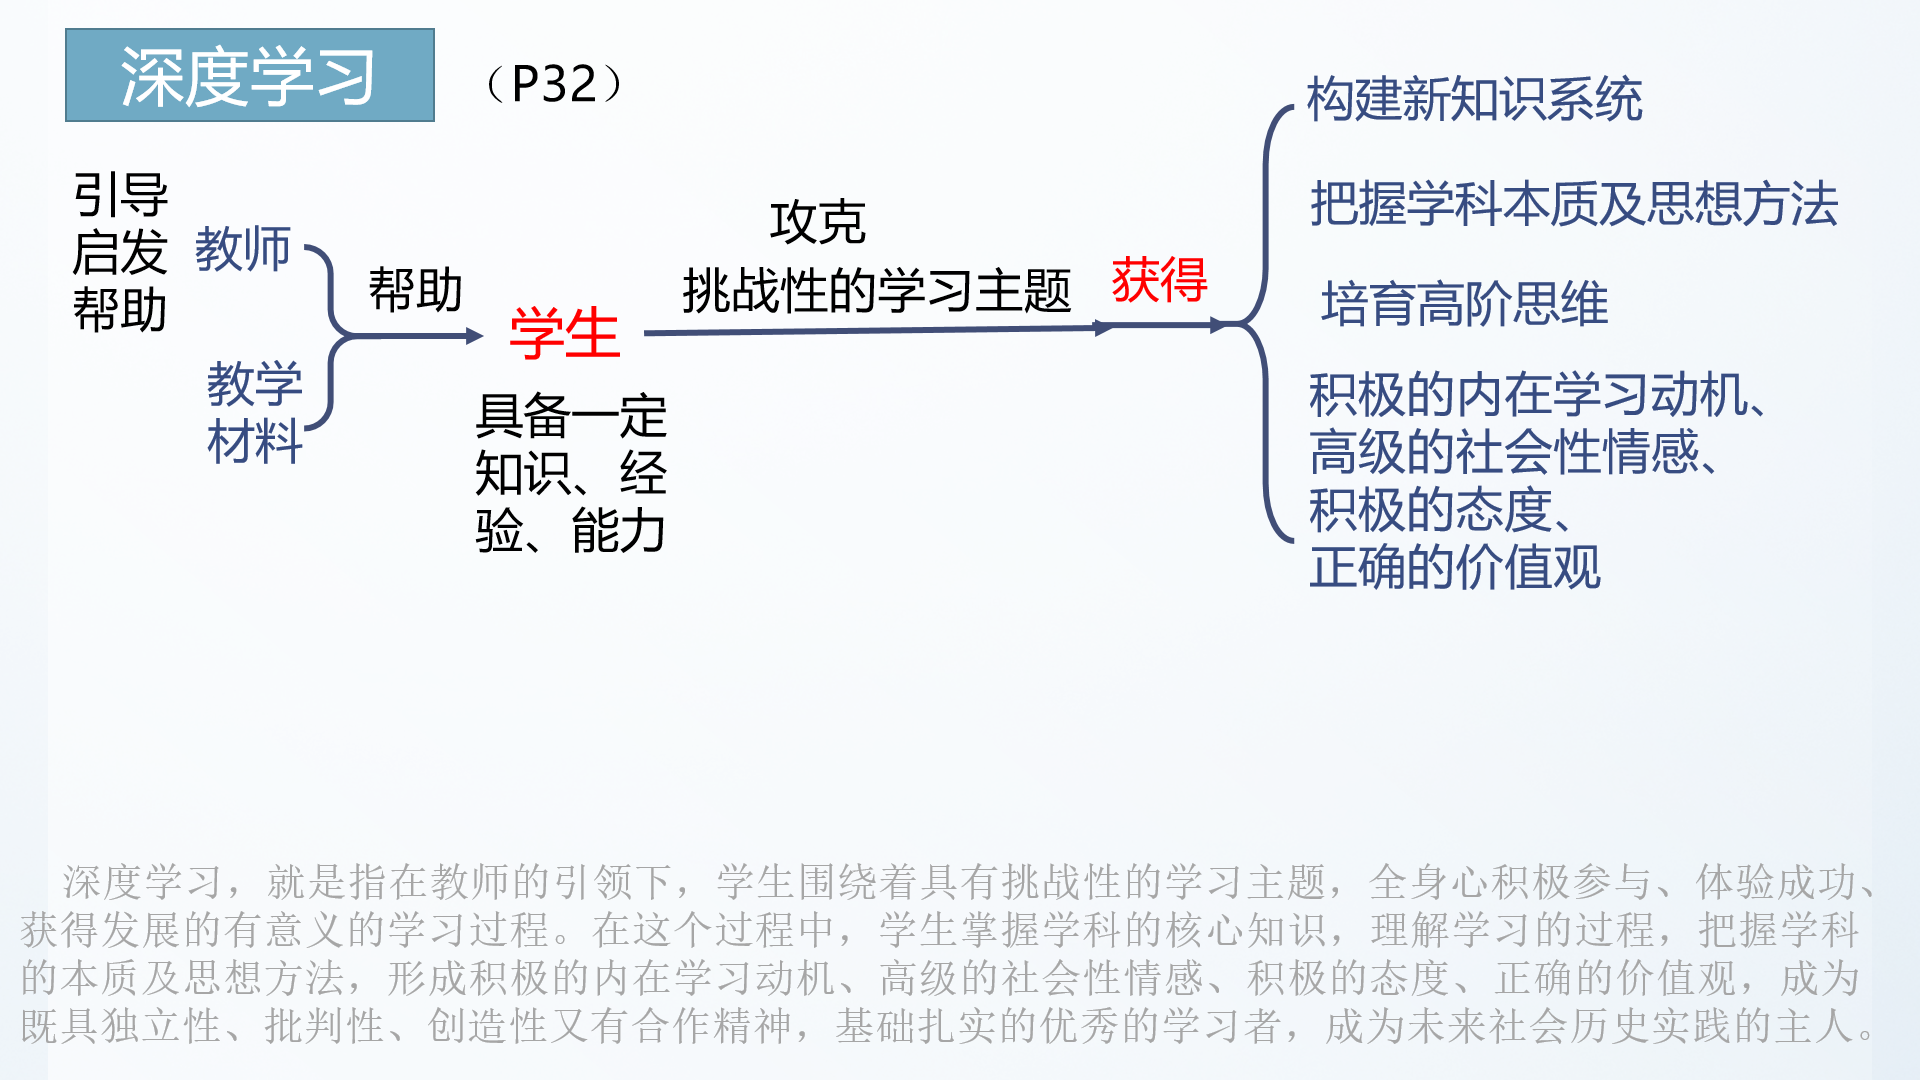 深度学习
（P32）
引导
启发
帮助
教师
教学
材料
帮助
学生
具备一定
知识、经
验、能力
攻克
挑战性的学习主题
获得
构建新知识系统
把握学科本质及思想方法
培育高阶思维
积极的内在学习动机、
高级的社会性情感、
积极的态度、
正确的价值观
深度学习，就是指在教师的引领下，学生围绕着具有挑战性的学习主题，全身心积极参与、体验成功、
获得发展的有意义的学习过程。在这个过程中，学生掌握学科的核心知识，理解学习的过程，把握学科
的本质及思想方法，形成积极的内在学习动机、高级的社会性情感、积极的态度、正确的价值观，成为
既具独立性、批判性、创造性又有合作精神，基础扎实的优秀的学习者，成为未来社会历史实践的主人。